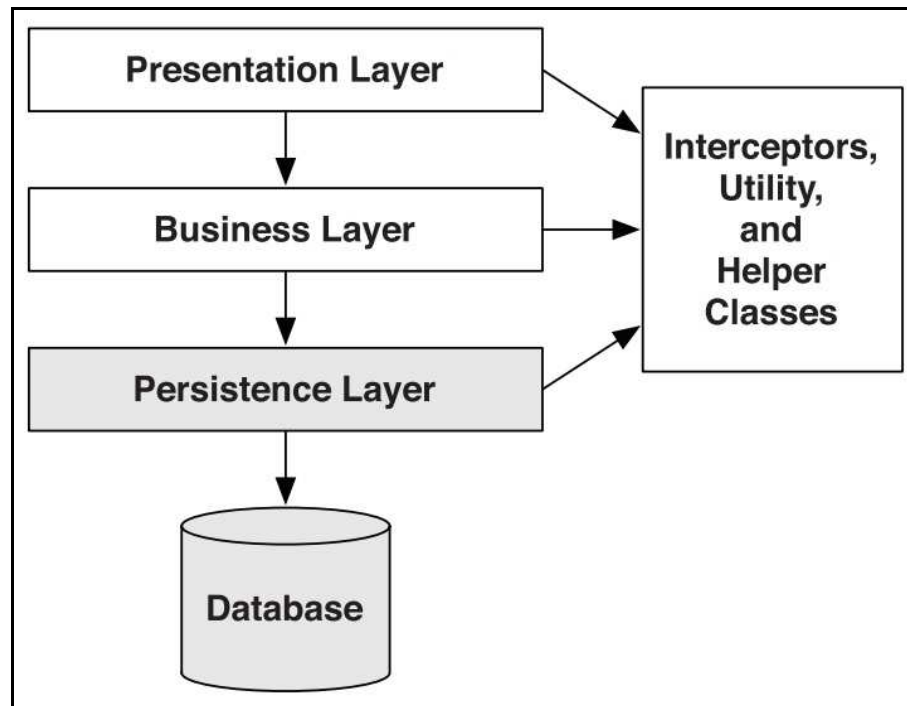 Presentation Layer
Business Layer
Persistence Layer
Database
Interceptors,
Utility,
and
Helper
Classes